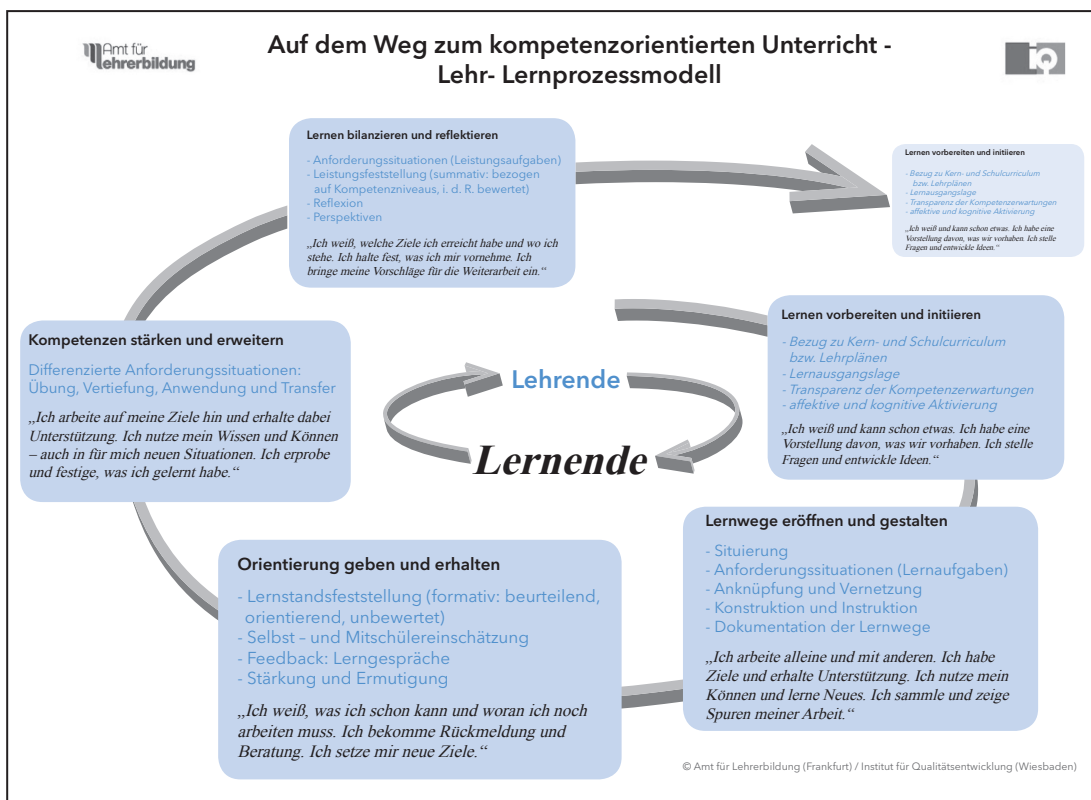 Amt für
Lehrerbildung
Auf dem Weg zum kompetenzorientierten Unterricht -
Lehr- Lernprozessmodell
iQ
Lernen bilanzieren und reflektieren
- Anforderungssituationen (Leistungsaufgaben)
- Leistungsfeststellung (summativ: bezogen
auf Kompetenzniveaus, i. d. R. bewertet)
- Reflexion
- Perspektiven
„Ich weiß, welche Ziele ich erreicht habe und wo ich
stehe. Ich halte fest, was ich mir vornehme. Ich
bringe meine Vorschläge für die Weiterarbeit ein.“
Lernen vorbereiten und initiieren
- Bezug zu Kern- und Schulcurriculum
bzw. Lehrplänen
- Lernausgangslage
- Transparenz der Kompetenzerwartungen
- affektive und kognitive Aktivierung
„Ich weiß und kann schon etwas. Ich habe eine
Vorstellung davon, was wir vorhaben. Ich stelle
Fragen und entwickle Ideen.“
Lernen vorbereiten und initiieren
- Bezug zu Kern- und Schulcurriculum
bzw. Lehrplänen
- Lernausgangslage
- Transparenz der Kompetenzerwartungen
- affektive und kognitive Aktivierung
„Ich weiß und kann schon etwas. Ich habe eine
Vorstellung davon, was wir vorhaben. Ich stelle
Fragen und entwickle Ideen.“
Kompetenzen stärken und erweitern
Differenzierte Anforderungssituationen:
Übung, Vertiefung, Anwendung und Transfer
„Ich arbeite auf meine Ziele hin und erhalte dabei
Unterstützung. Ich nutze mein Wissen und Können
– auch in für mich neuen Situationen. Ich erprobe
und festige, was ich gelernt habe.“
Lehrende
Lernende
Lernwege eröffnen und gestalten
- Situierung
- Anforderungssituationen (Lernaufgaben)
- Anknüpfung und Vernetzung
- Konstruktion und Instruktion
- Dokumentation der Lernwege
„Ich arbeite alleine und mit anderen. Ich habe
Ziele und erhalte Unterstützung. Ich nutze mein
Können und lerne Neues. Ich sammle und zeige
Spuren meiner Arbeit.“
Orientierung geben und erhalten
- Lernstandsfeststellung (formativ: beurteilend,
orientierend, unbewertet)
- Selbst – und Mitschülereinschätzung
- Feedback: Lerngespräche
- Stärkung und Ermutigung
„Ich weiß, was ich schon kann und woran ich noch
arbeiten muss. Ich bekomme Rückmeldung und
Beratung. Ich setze mir neue Ziele.“
© Amt für Lehrerbildung (Frankfurt) / Institut für Qualitätsentwicklung (Wiesbaden)